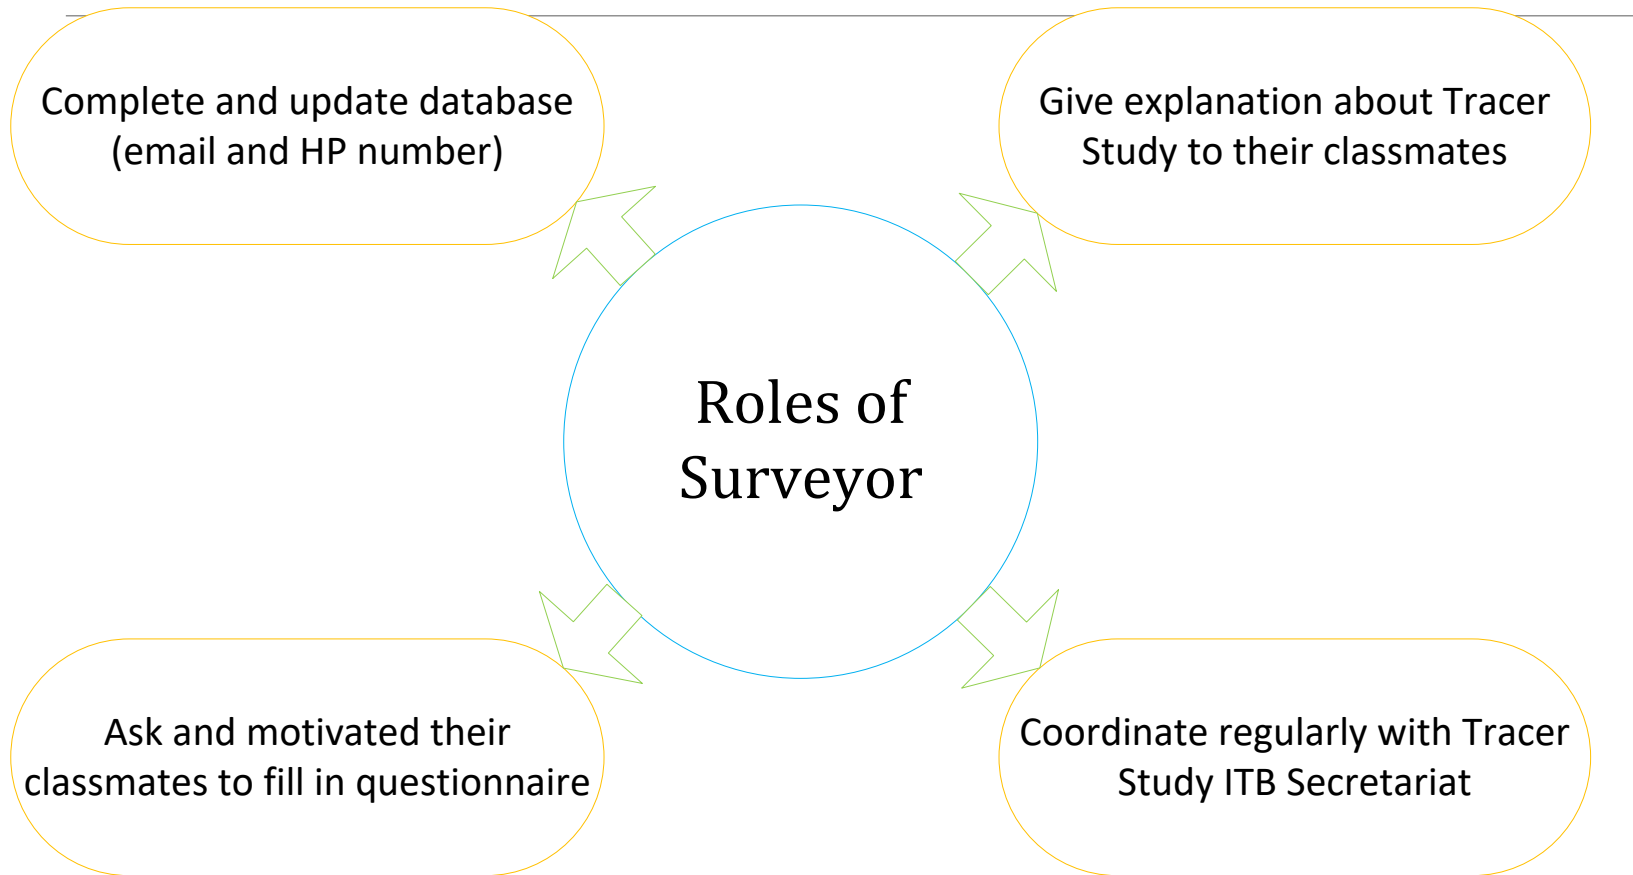 Complete and update database
(email and HP number)
Give explanation about Tracer
Study to their classmates
Roles of
Surveyor
Ask and motivated their
classmates to fill in questionnaire
Coordinate regularly with Tracer
Study ITB Secretariat